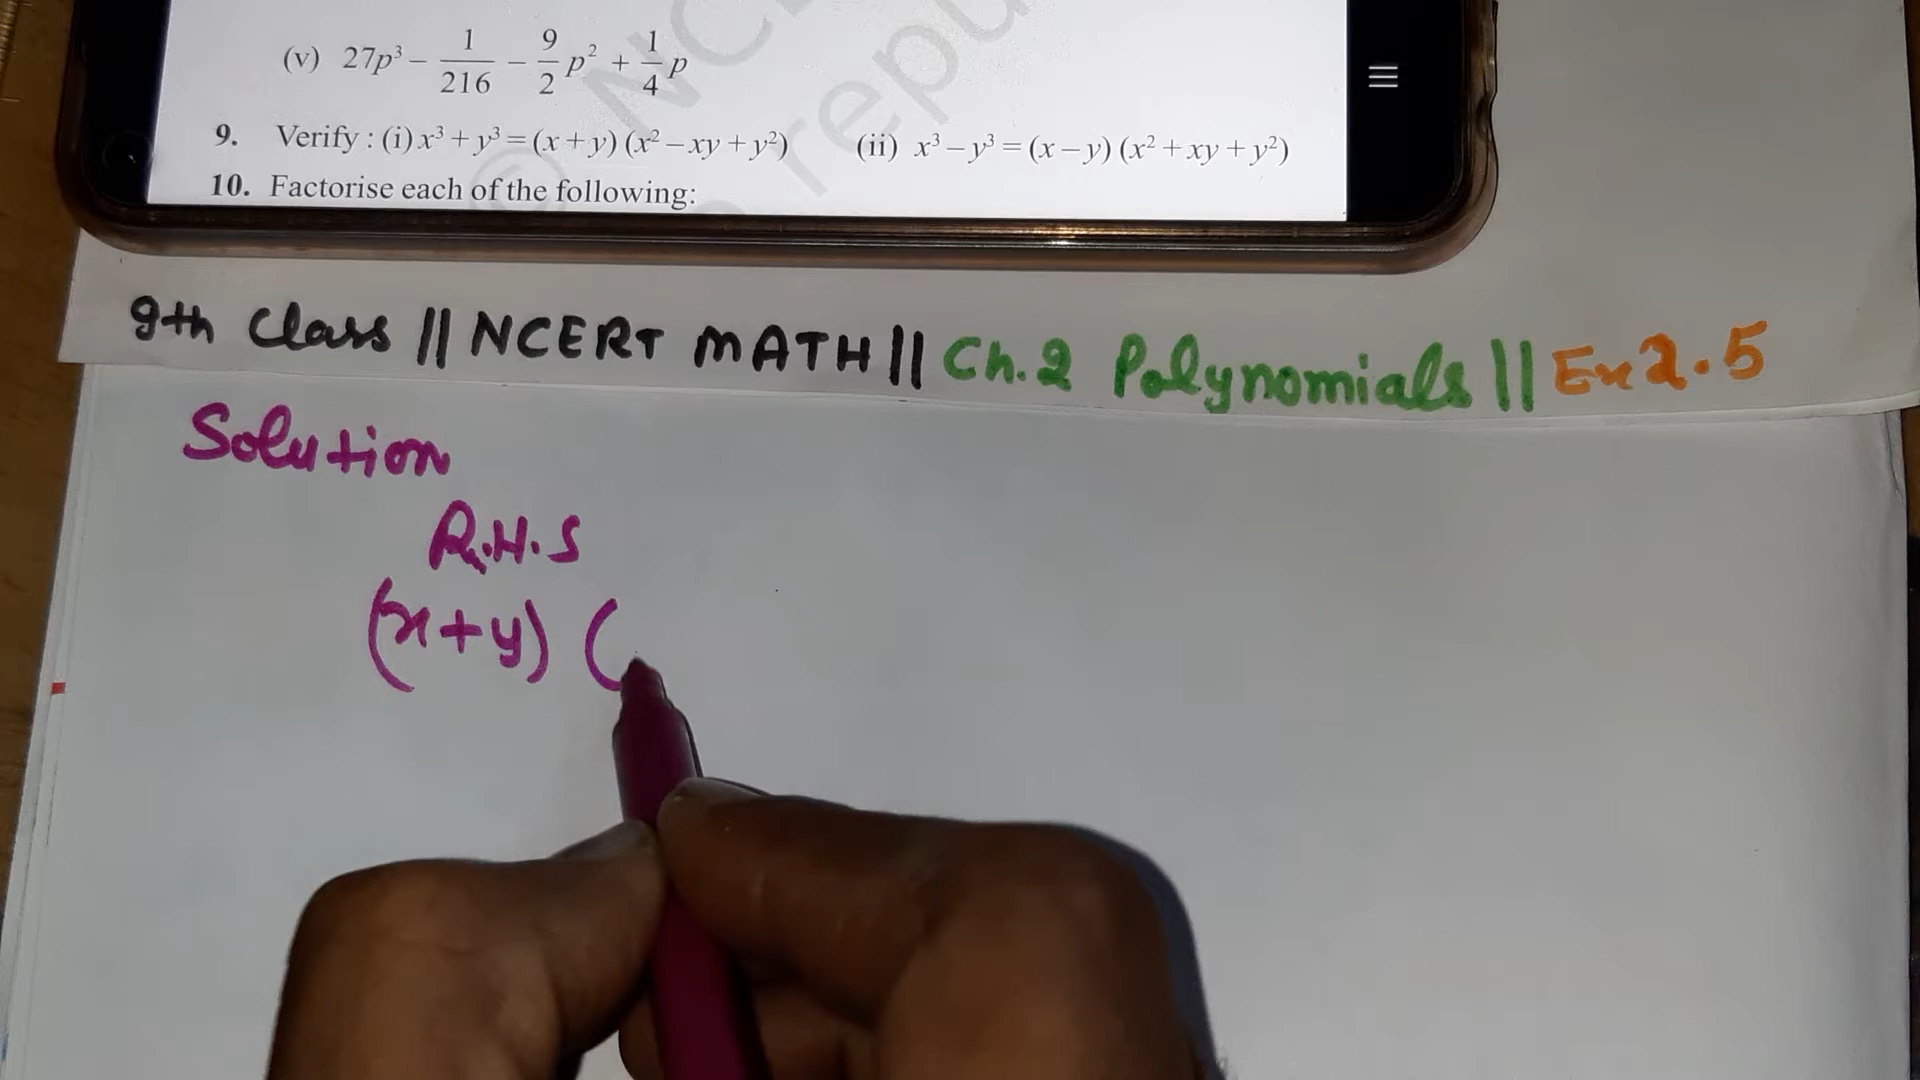 (v) 27p³ − 1/216 − 9/2 p² + 1/4 p
9. Verify : (i) x³ + y³ = (x + y) (x² − xy + y²) (ii) x³ − y³ = (x − y) (x² + xy + y²)
10. Factorise each of the following:
9th Class || NCERT MATH || Ch.2 Polynomials || Ex 2.5
Solution
R.H.S
(x+y) (